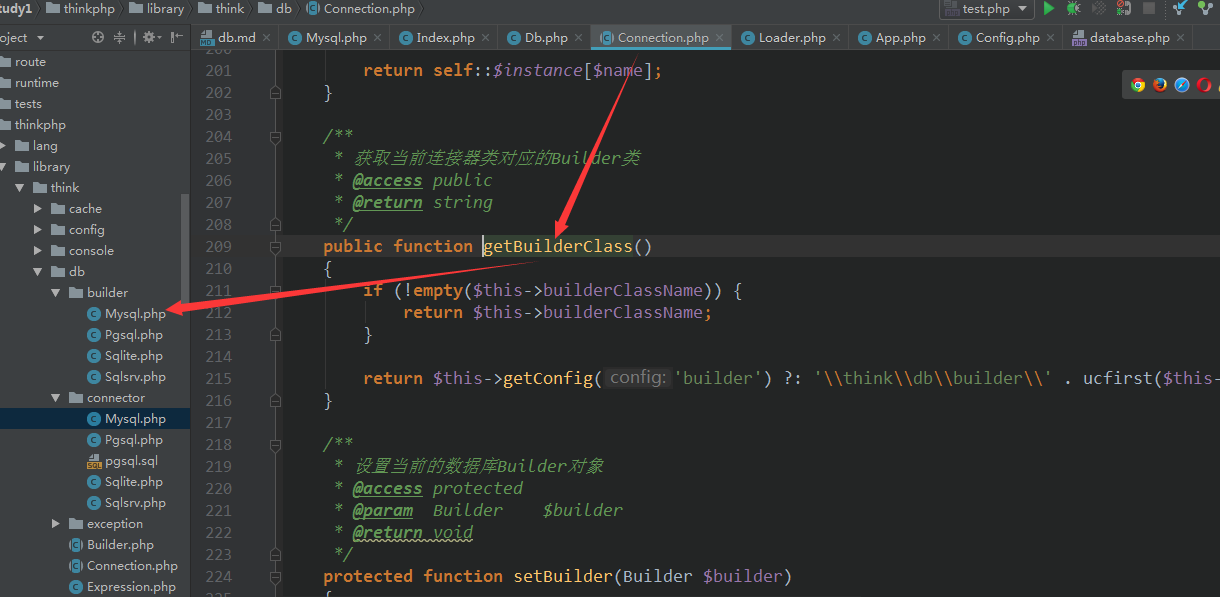 tudy1 thinkphp library think db Connection.php test.php
oject db.md Mysql.php Index.php Db.php Connection.php Loader.php App.php Config.php database.php
route
runtime
tests
thinkphp
lang
library
think
cache
config
console
db
builder
Mysql.php
Pgsql.php
Sqlite.php
Sqlsrv.php
connector
Mysql.php
Pgsql.php
pgsql.sql
Sqlite.php
Sqlsrv.php
exception
Builder.php
Connection.php
Expression.php
201 return self::$instance[$name];
202 }
203
204 /**
205 * 获取当前连接器类对应的Builder类
206 * @access public
207 * @return string
208 */
209 public function getBuilderClass()
210 {
211 if (!empty($this->builderClassName)) {
212 return $this->builderClassName;
213 }
214
215 return $this->getConfig( config: 'builder') ?: '\\think\\db\\builder\\' . ucfirst($this-
216 }
217
218 /**
219 * 设置当前的数据库Builder对象
220 * @access protected
221 * @param Builder $builder
222 * @return void
223 */
224 protected function setBuilder(Builder $builder)